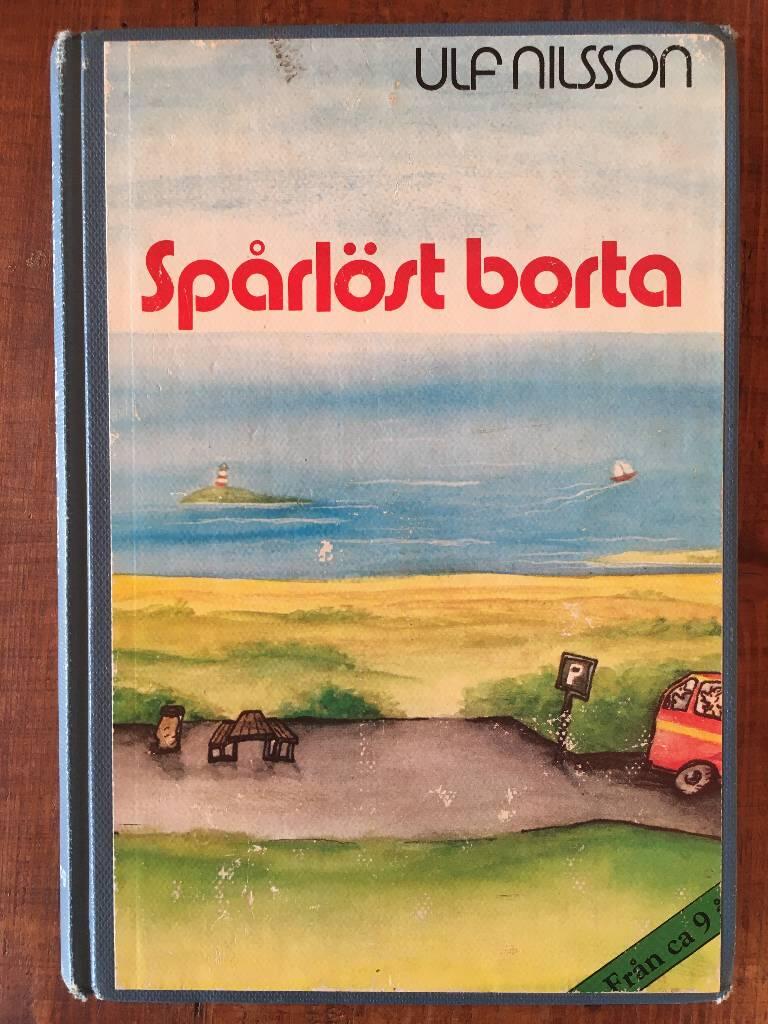 ULF NILSSON
Spårlöst borta
P
Från ca 9 å